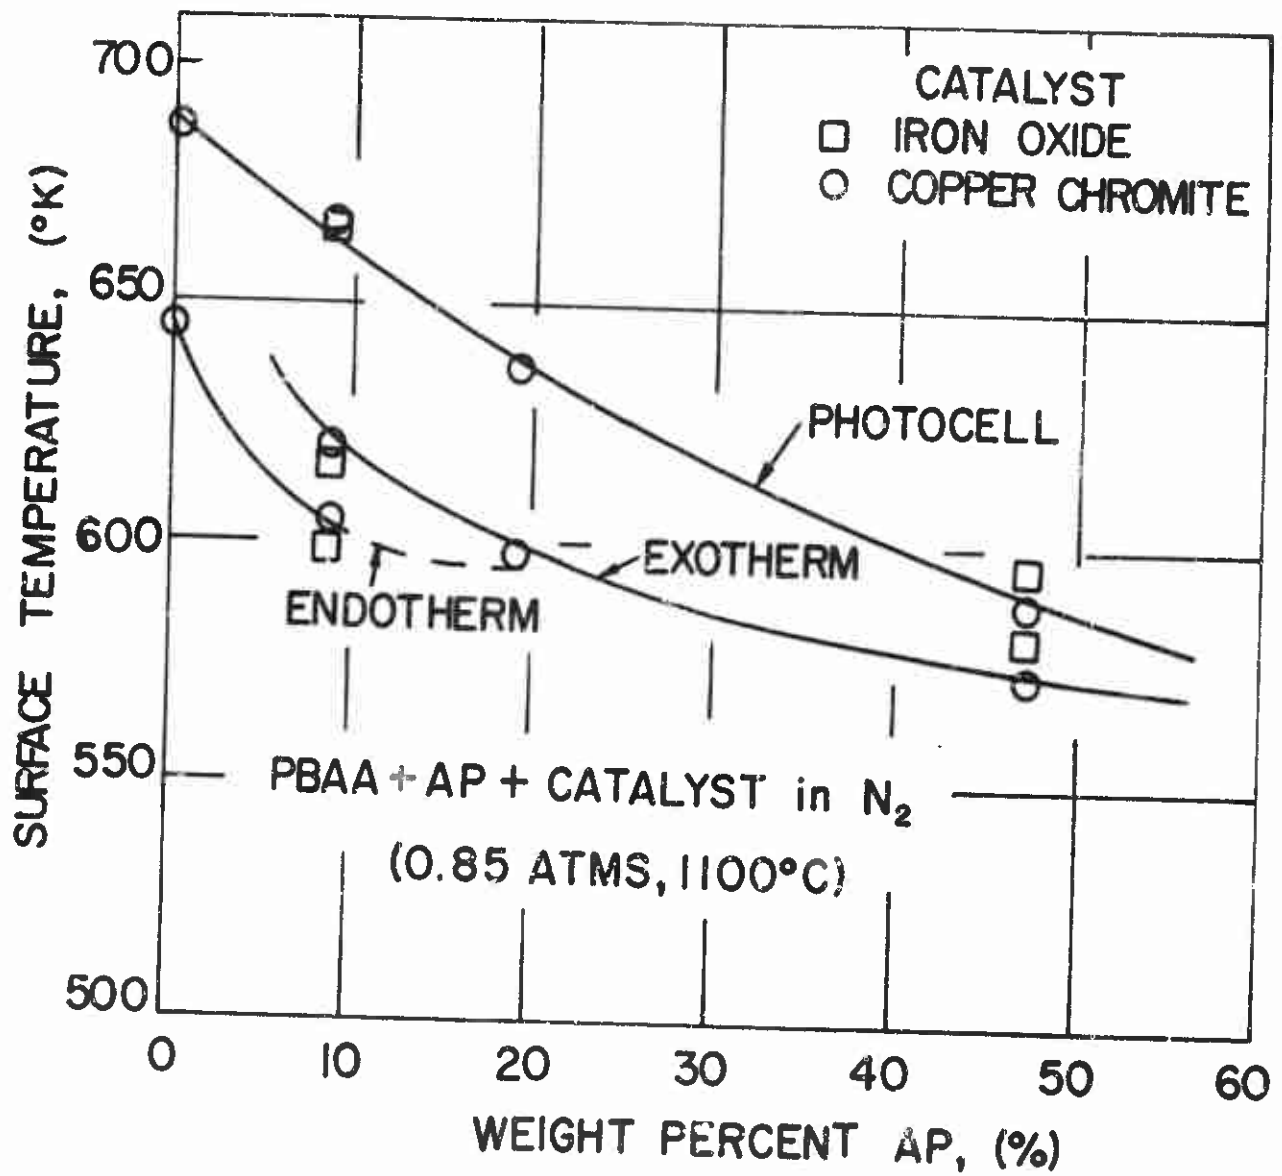 700
CATALYST
IRON OXIDE
COPPER CHROMITE
650
PHOTOCELL
600
EXOTHERM
ENDOTHERM
550
PBAA + AP + CATALYST in N₂
(0.85 ATMS, 1100°C)
500
0 10 20 30 40 50 60
WEIGHT PERCENT AP, (%)
SURFACE TEMPERATURE, (°K)